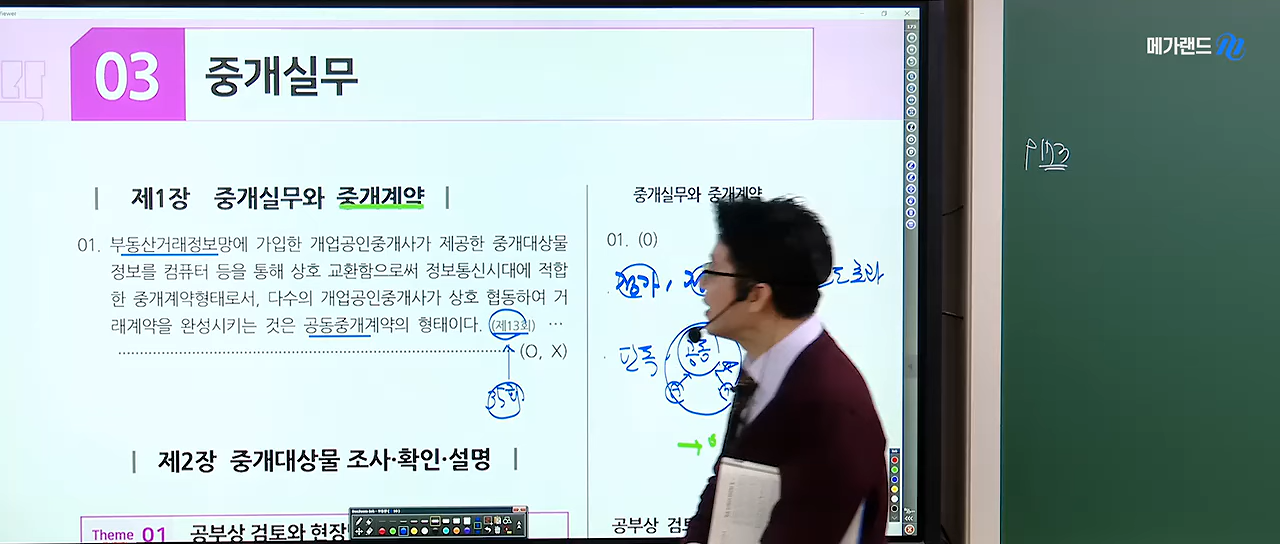 메가랜드
P173
03 중개실무
제1장 중개실무와 중개계약
01. 부동산거래정보망에 가입한 개업공인중개사가 제공한 중개대상물
정보를 컴퓨터 등을 통해 상호 교환함으로써 정보통신시대에 적합
한 중개계약형태로서, 다수의 개업공인중개사가 상호 협동하여 거
래계약을 완성시키는 것은 공동중개계약의 형태이다. (제13회) …
(O, X)
35회
제2장 중개대상물 조사·확인·설명
Theme 01 공부상 검토와 현장
중개실무와 중개계약
01. (O)
판독
공동
공부상 검토